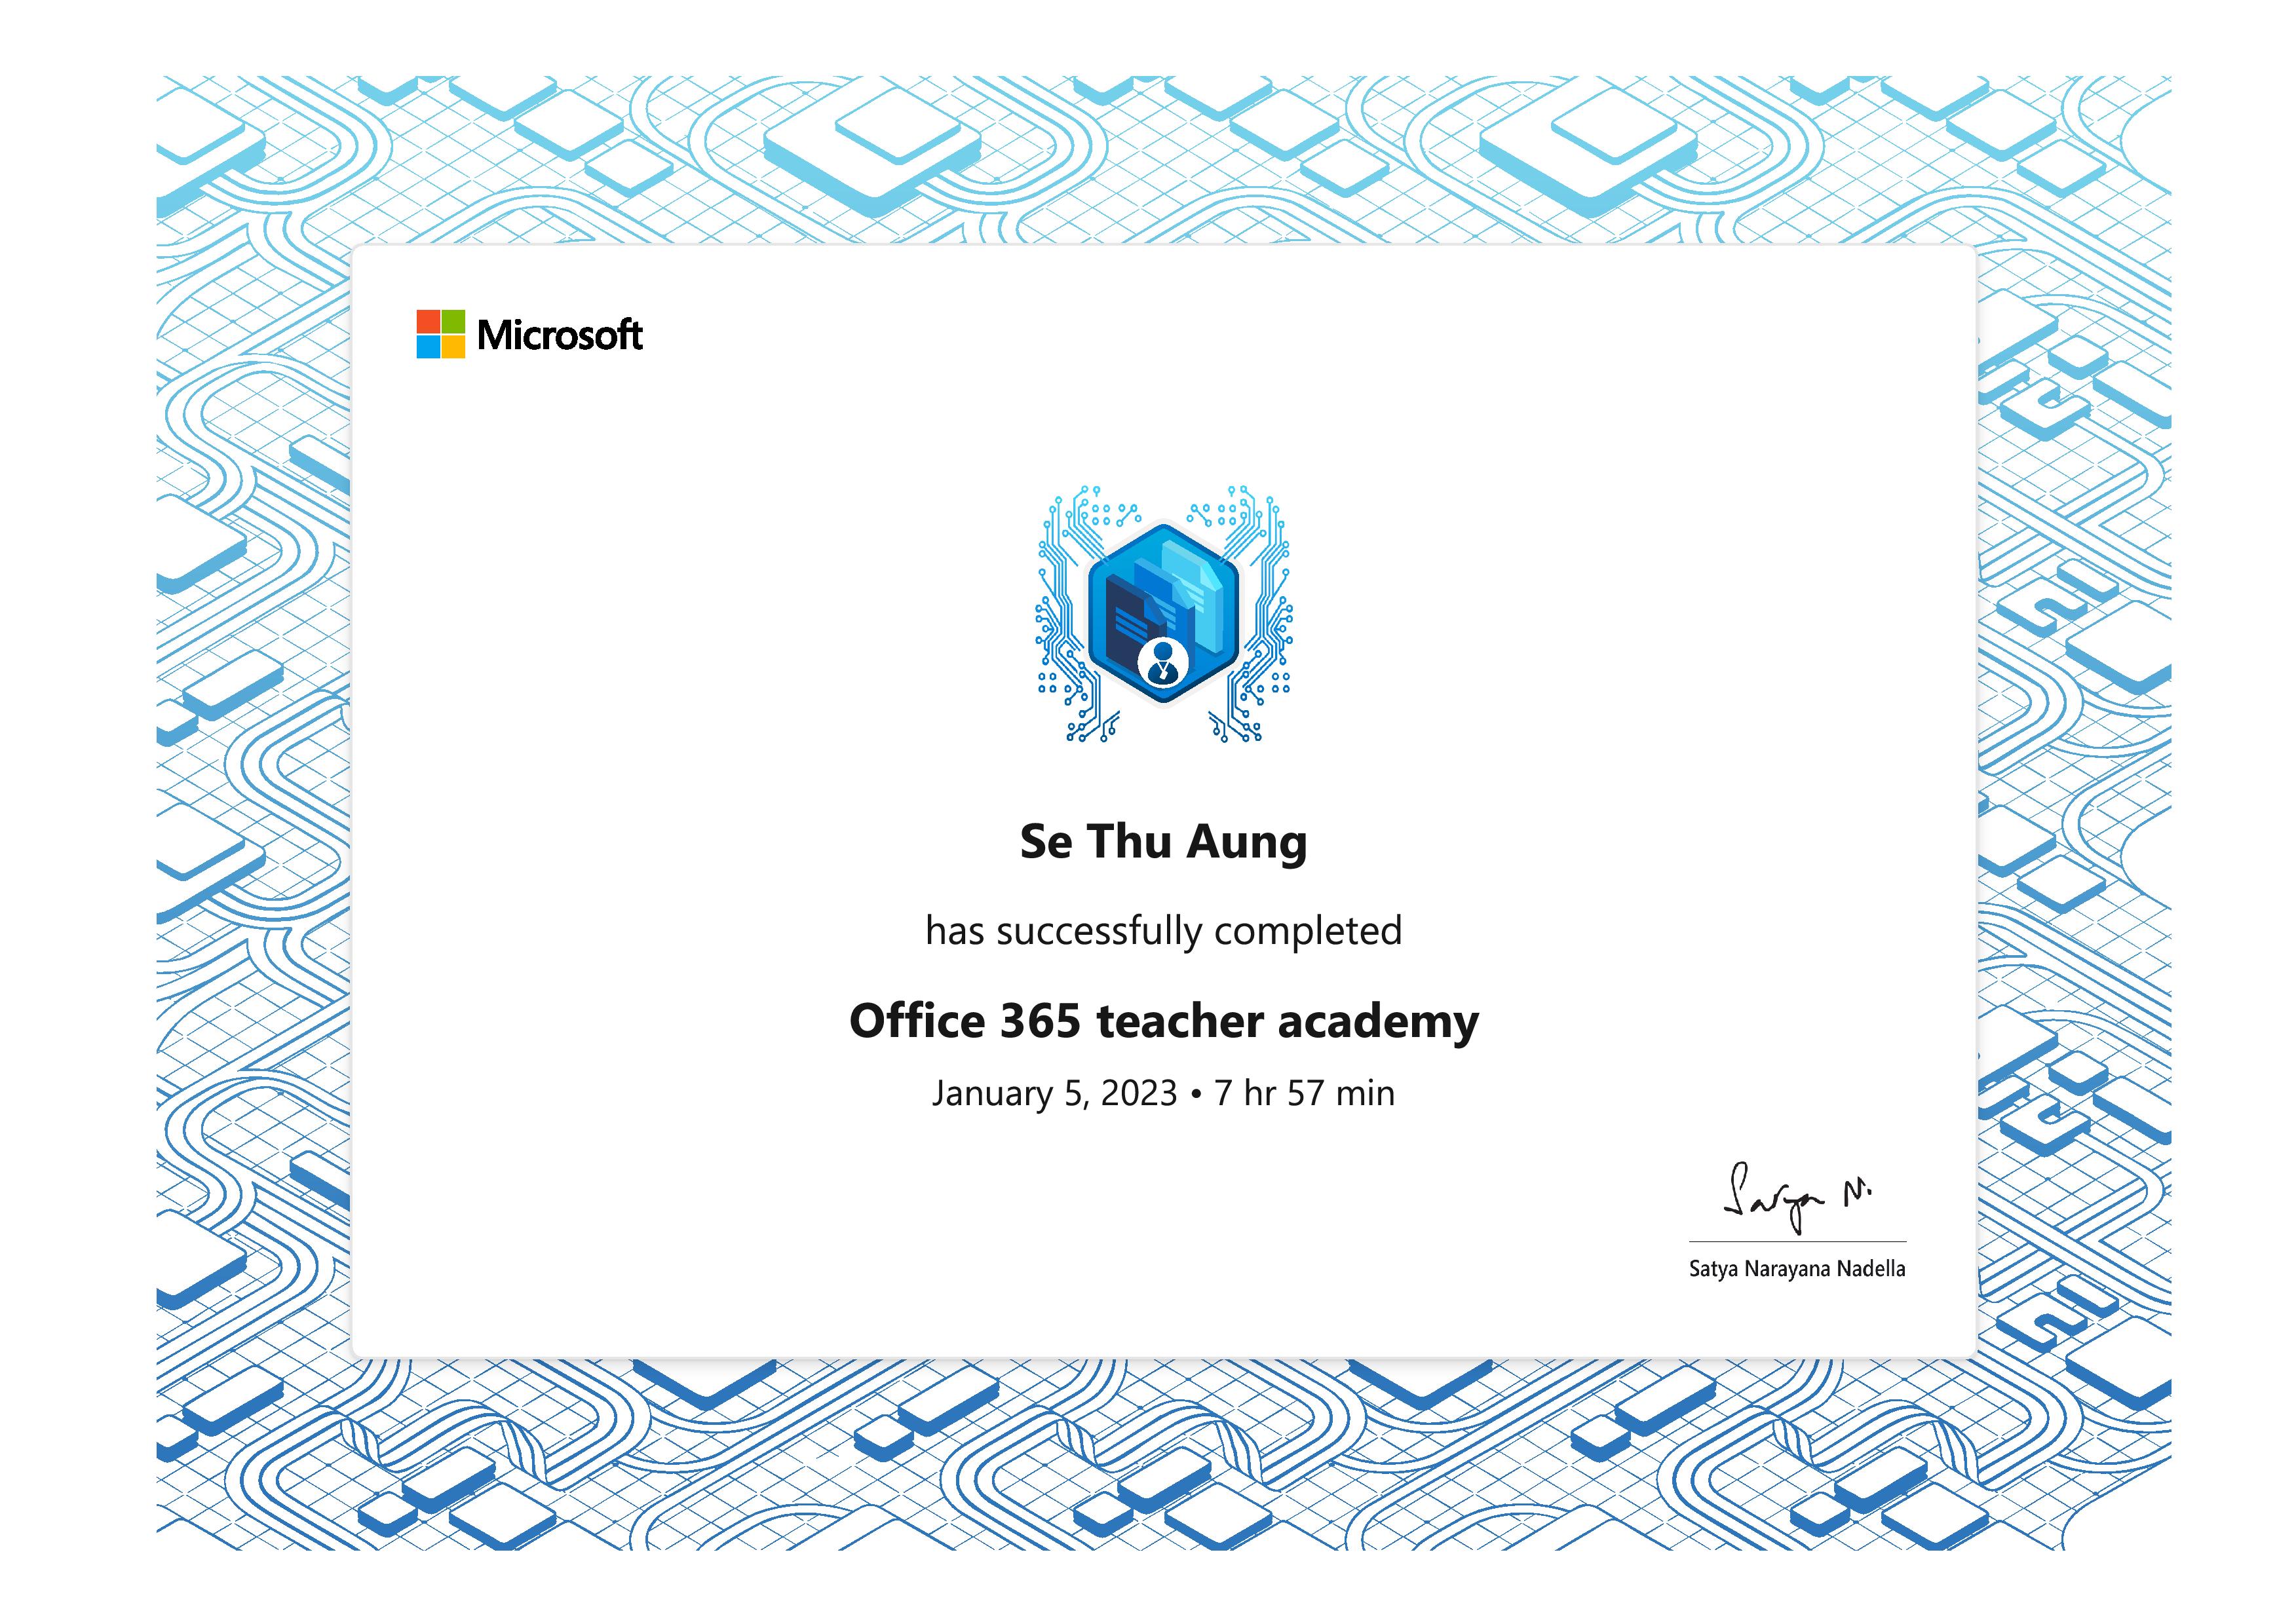 Microsoft
Se Thu Aung
has successfully completed
Office 365 teacher academy
January 5, 2023 • 7 hr 57 min
Satya N.
Satya Narayana Nadella